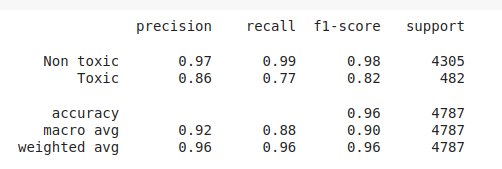 precision recall f1-score support
Non toxic 0.97 0.99 0.98 4305
Toxic 0.86 0.77 0.82 482
accuracy 0.96 4787
macro avg 0.92 0.88 0.90 4787
weighted avg 0.96 0.96 0.96 4787